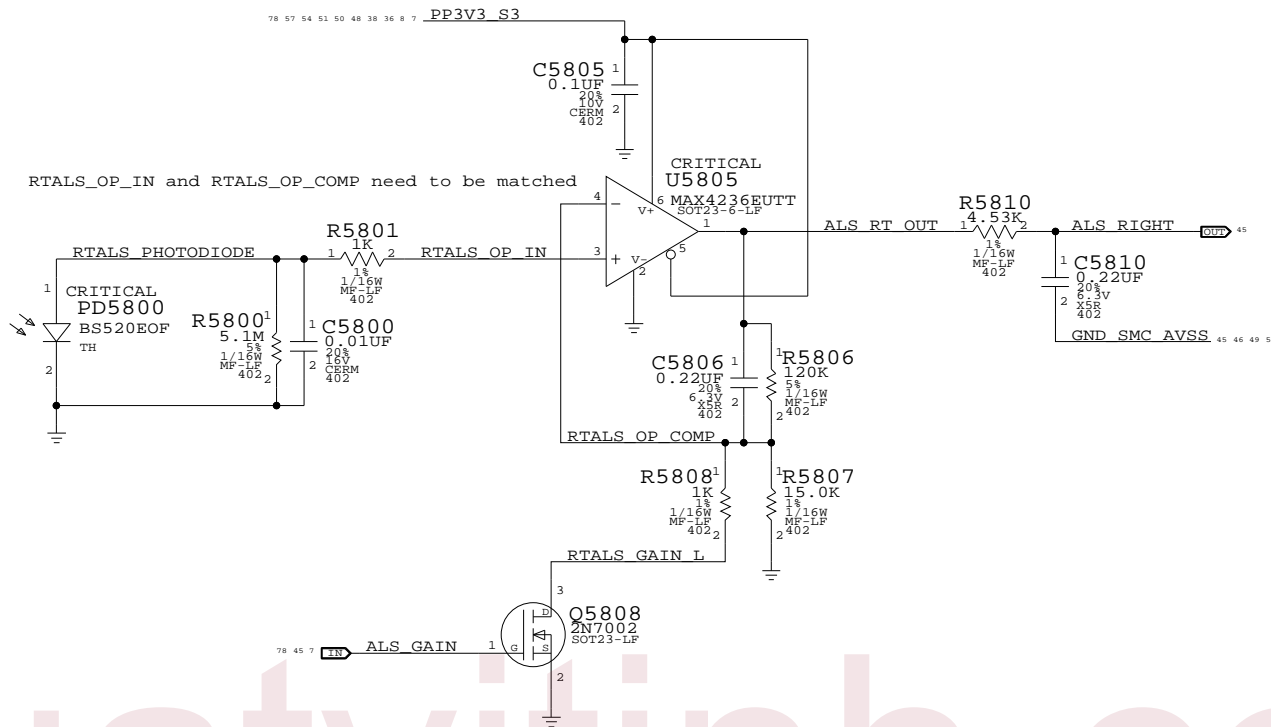 78 57 54 51 50 48 38 36 8 7 PP3V3_S3
C5805
0.1UF
20%
10V
CERM
402
1
2
RTALS_OP_IN and RTALS_OP_COMP need to be matched
CRITICAL
U5805
MAX4236EUTT
SOT23-6-LF
4
6
V+
1
5
3
V-
2
ALS_RT_OUT
R5810
4.53K
1 2
1%
1/16W
MF-LF
402
ALS_RIGHT
OUT 45
C5810
0.22UF
20%
6.3V
X5R
402
1
2
GND_SMC_AVSS 45 46 49 5
RTALS_PHOTODIODE
R5801
1K
1 2
1%
1/16W
MF-LF
402
RTALS_OP_IN
1
CRITICAL
PD5800
BS520EOF
TH
2
R5800
5.1M
5%
1/16W
MF-LF
402
1
2
C5800
0.01UF
20%
16V
CERM
402
1
2
C5806
0.22UF
20%
6.3V
X5R
402
1
2
R5806
120K
5%
1/16W
MF-LF
402
1
2
RTALS_OP_COMP
R5808
1K
1%
1/16W
MF-LF
402
1
2
R5807
15.0K
1%
1/16W
MF-LF
402
1
2
RTALS_GAIN_L
3
Q5808
2N7002
SOT23-LF
D
G
S
78 45 7 IN ALS_GAIN 1
2